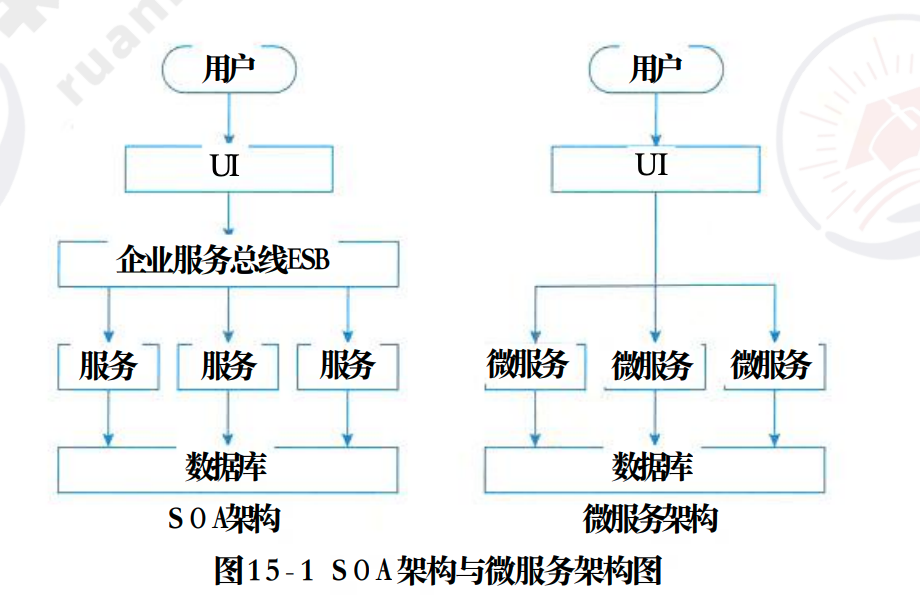 ruan
用户 用户
UI UI
企业服务总线ESB
服务 服务 服务 微服务 微服务 微服务
数据库 数据库
SOA架构 微服务架构
图15-1 SOA架构与微服务架构图